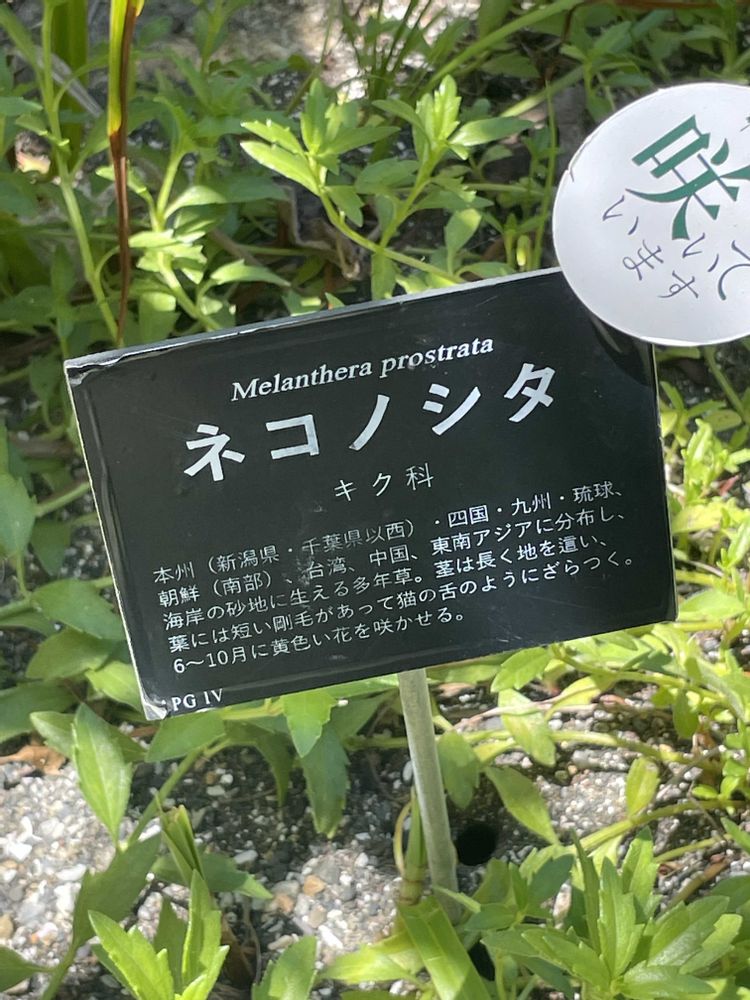 咲いて
います
Melanthera prostrata
ネコノシタ
キク科
本州（新潟県・千葉県以西）・四国・九州・琉球、
朝鮮（南部）、台湾、中国、東南アジアに分布し、
海岸の砂地に生える多年草。茎は長く地を這い、
葉には短い剛毛があって猫の舌のようにざらつく。
6～10月に黄色い花を咲かせる。
PG IV